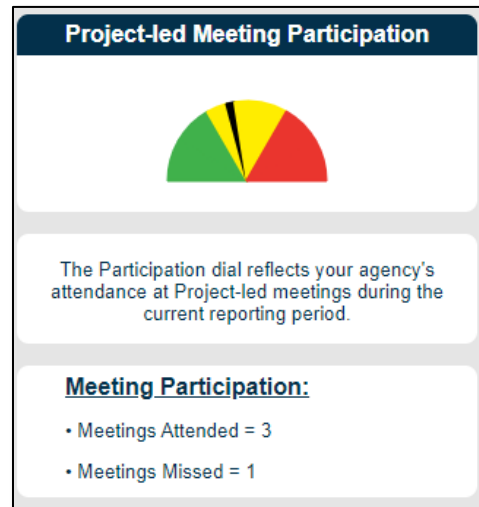 Project-led Meeting Participation
The Participation dial reflects your agency's
attendance at Project-led meetings during the
current reporting period.
Meeting Participation:
• Meetings Attended = 3
• Meetings Missed = 1